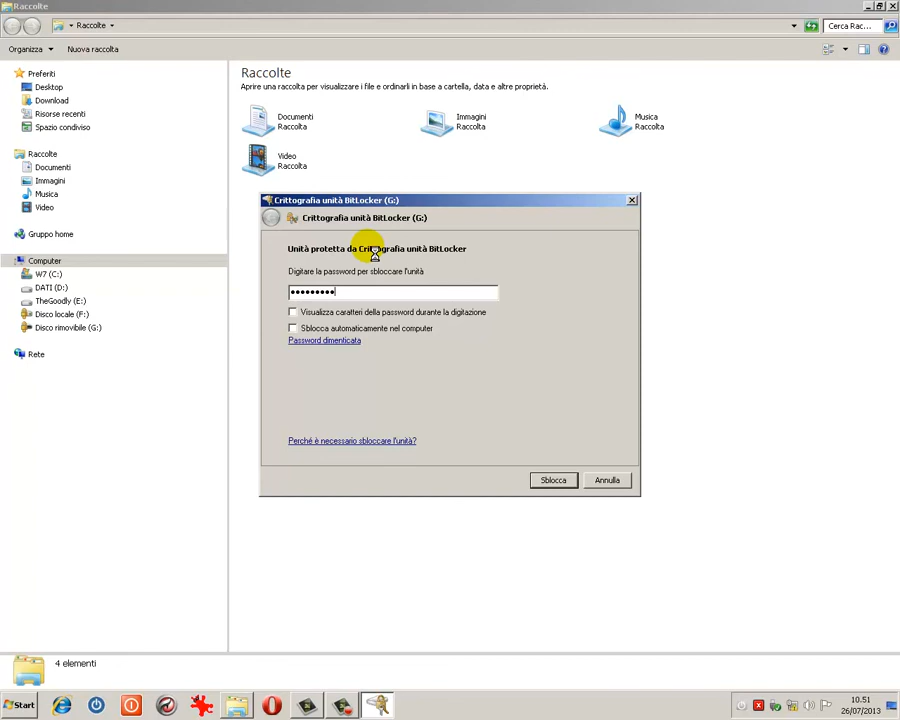 Raccolte
Raccolte
Cerca Rac...
Organizza
Nuova raccolta
Preferiti
Desktop
Download
Risorse recenti
Spazio condiviso
Raccolte
Documenti
Immagini
Musica
Video
Gruppo home
Computer
W7 (C:)
DATI (D:)
TheGoodly (E:)
Disco locale (F:)
Disco rimovibile (G:)
Rete
Raccolte
Aprire una raccolta per visualizzare i file e ordinarli in base a cartella, data e altre proprietà.
Documenti
Raccolta
Immagini
Raccolta
Musica
Raccolta
Video
Raccolta
Crittografia unità BitLocker (G:)
Crittografia unità BitLocker (G:)
Unità protetta da Crittografia unità BitLocker
Digitare la password per sbloccare l'unità
Visualizza caratteri della password durante la digitazione
Sblocca automaticamente nel computer
Password dimenticata
Perché è necessario sbloccare l'unità?
Sblocca
Annulla
4 elementi
Start
10.51
26/07/2013